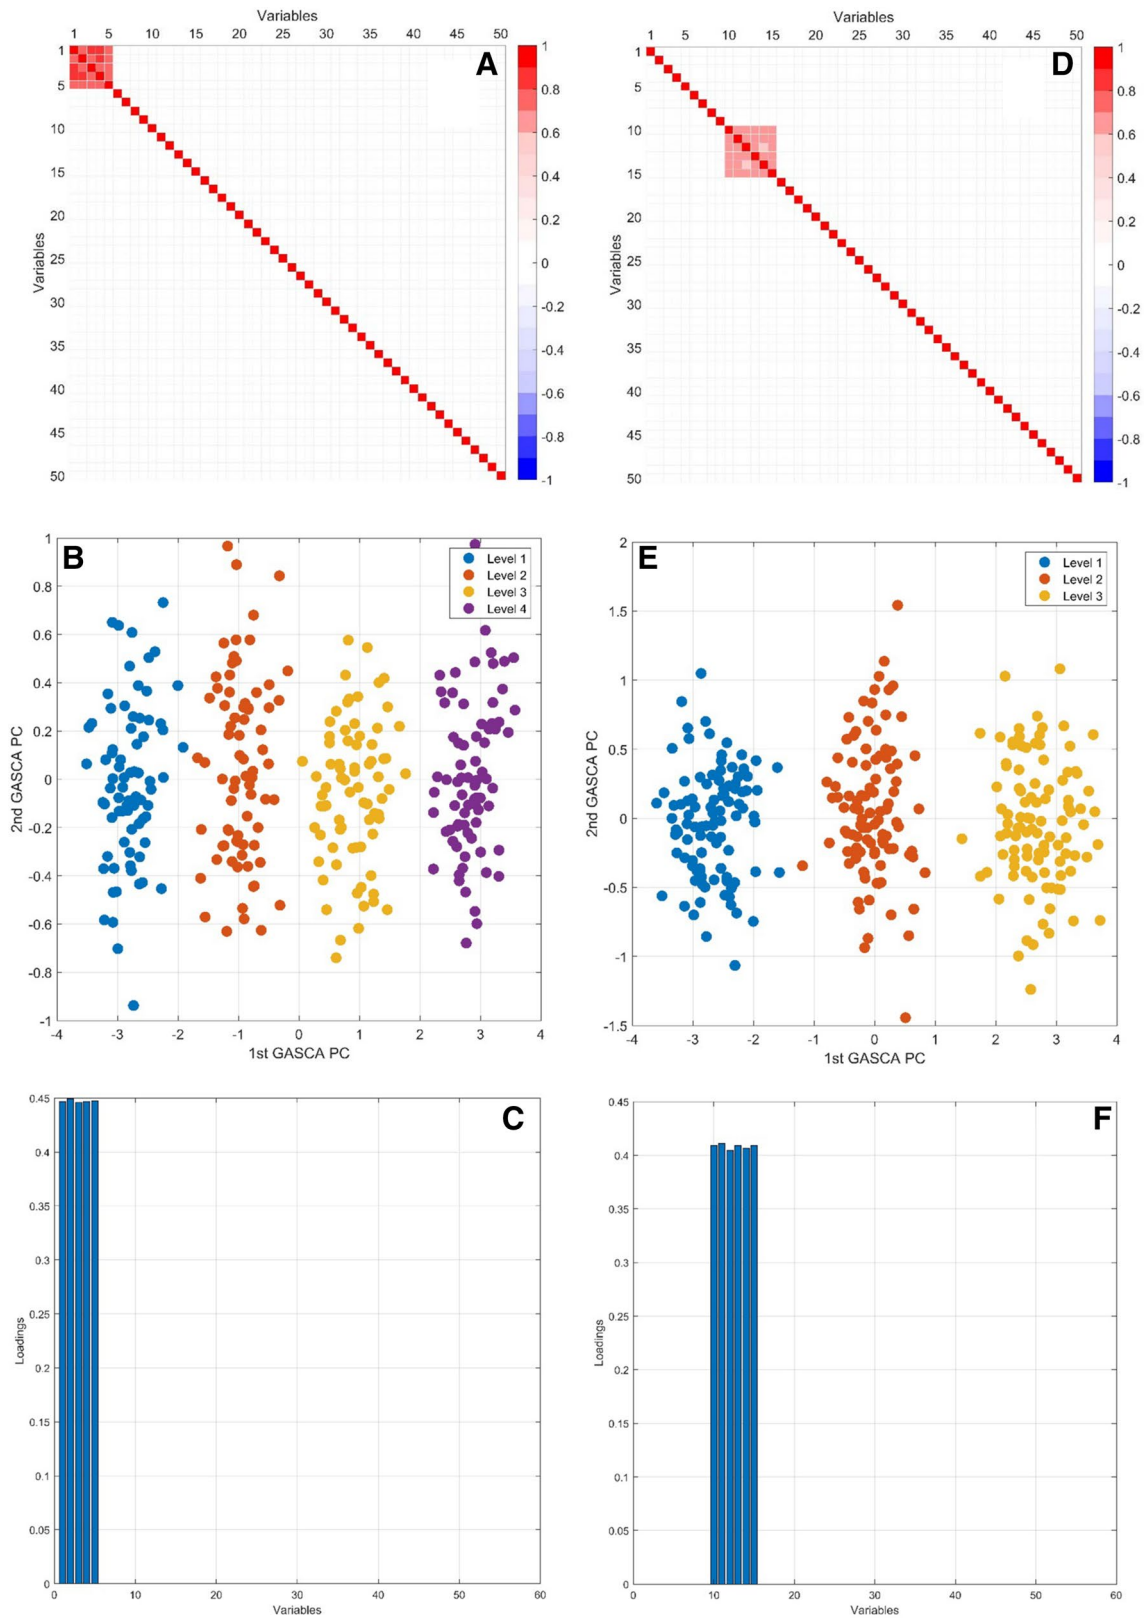 Variables
1 5 10 15 20 25 30 35 40 45 50
A
1
5
10
15
20
25
30
35
40
45
50
Variables
1
0.8
0.6
0.4
0.2
0
-0.2
-0.4
-0.6
-0.8
-1
Variables
1 5 10 15 20 25 30 35 40 45 50
D
1
5
10
15
20
25
30
35
40
45
50
Variables
1
0.8
0.6
0.4
0.2
0
-0.2
-0.4
-0.6
-0.8
-1
B
Level 1
Level 2
Level 3
Level 4
1
0.8
0.6
0.4
0.2
0
-0.2
-0.4
-0.6
-0.8
-1
2nd GASCA PC
-4 -3 -2 -1 0 1 2 3 4
1st GASCA PC
E
Level 1
Level 2
Level 3
2
1.5
1
0.5
0
-0.5
-1
-1.5
2nd GASCA PC
-4 -3 -2 -1 0 1 2 3 4
1st GASCA PC
C
0.45
0.4
0.35
0.3
0.25
0.2
0.15
0.1
0.05
0
Loadings
0 10 20 30 40 50 60
Variables
F
0.45
0.4
0.35
0.3
0.25
0.2
0.15
0.1
0.05
0
Loadings
0 10 20 30 40 50 60
Variables